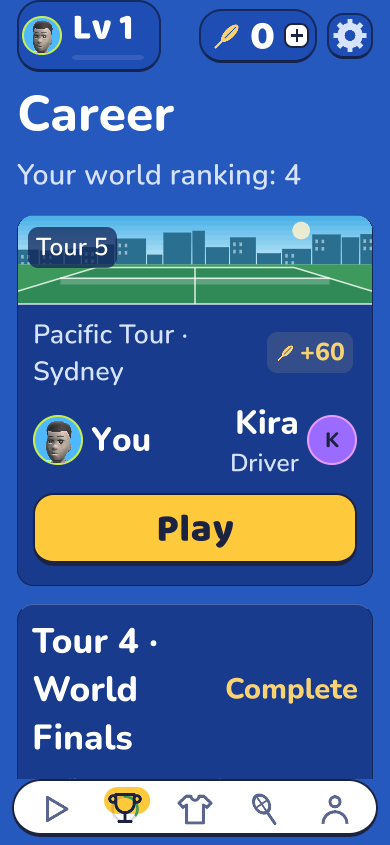 Lv 1
0
Career
Your world ranking: 4
Tour 5
Pacific Tour ·
Sydney
+60
You
Kira
Driver
K
Play
Tour 4 ·
World
Finals
Complete